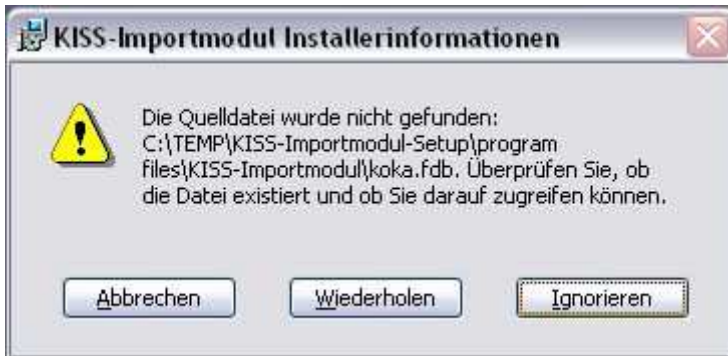 KISS-Importmodul Installerinformationen
Die Quelldatei wurde nicht gefunden:
C:\TEMP\KISS-Importmodul-Setup\program
files\KISS-Importmodul\koka.fdb. Überprüfen Sie, ob
die Datei existiert und ob Sie darauf zugreifen können.
Abbrechen Wiederholen Ignorieren